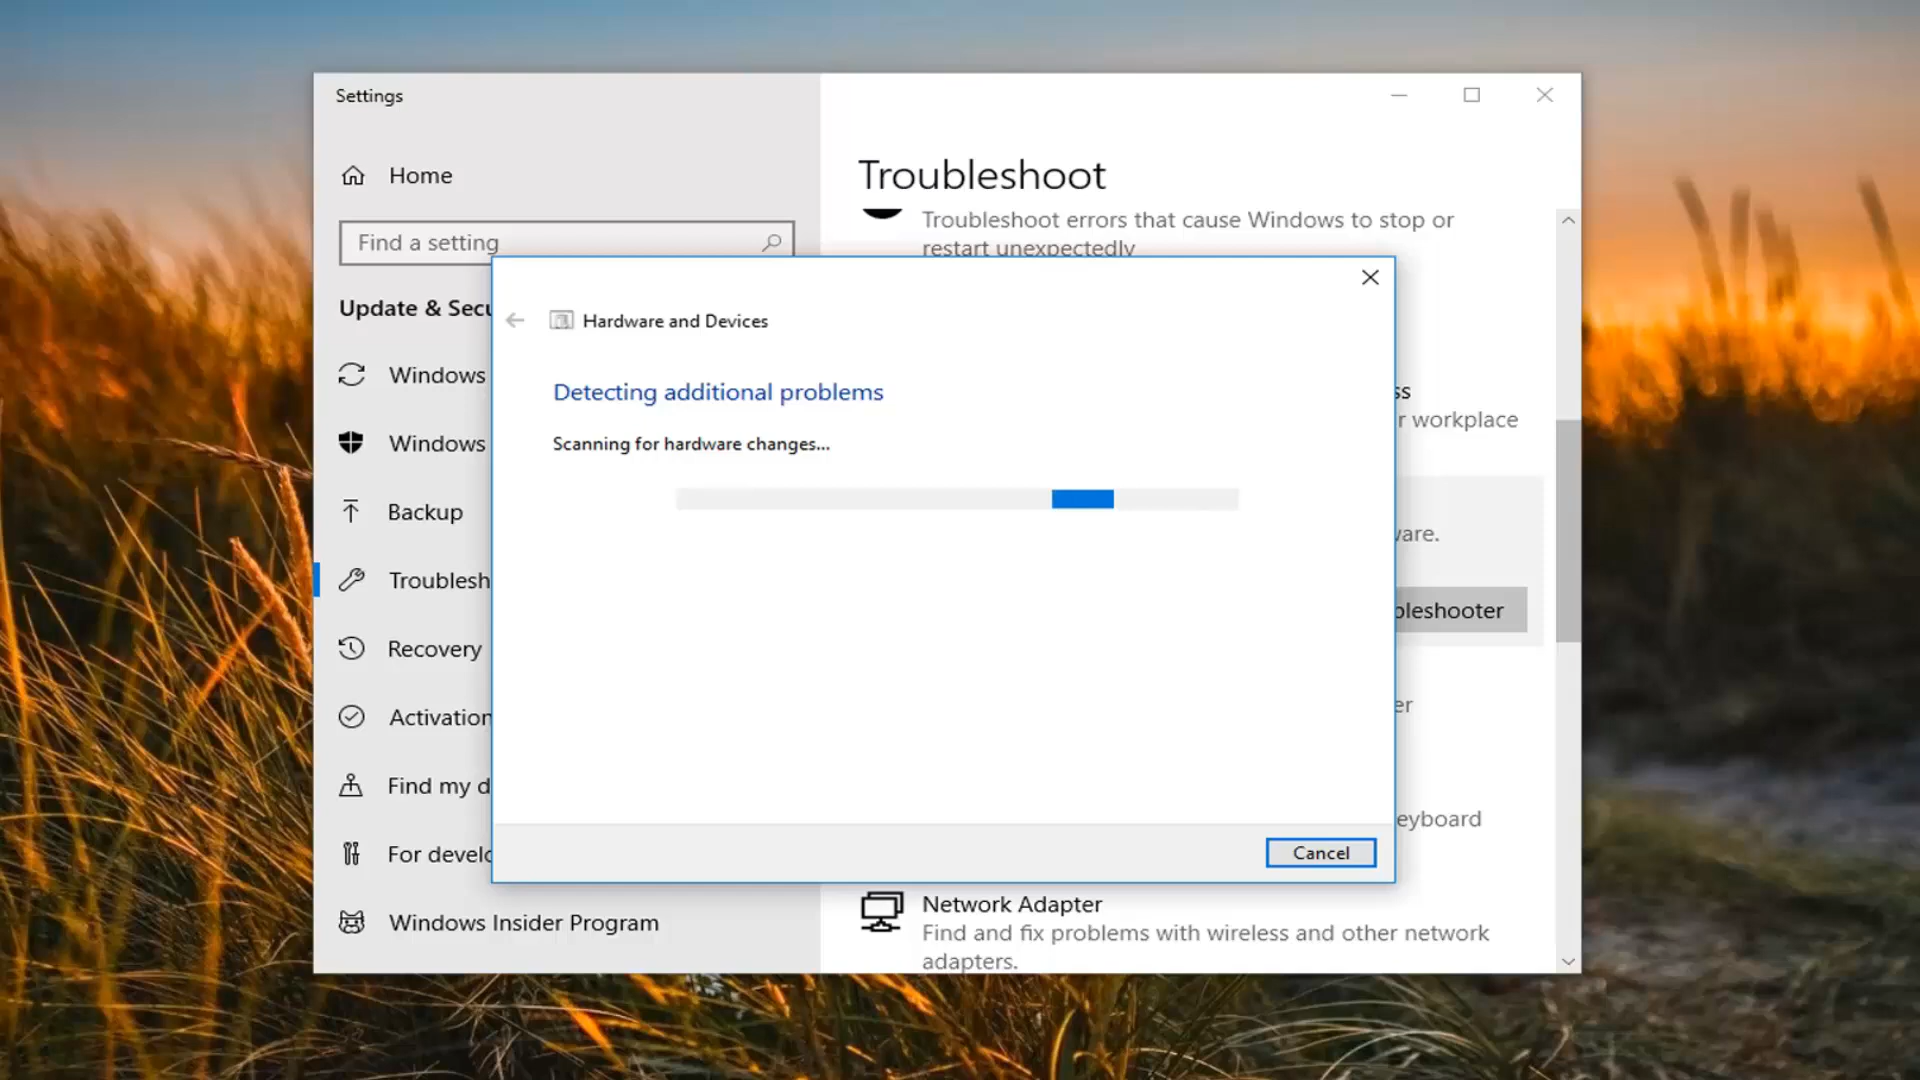 Settings
Home
Find a setting
Update & Secu
Windows
Windows
Backup
Troublesh
Recovery
Activation
Find my d
For develo
Windows Insider Program
Troubleshoot
Troubleshoot errors that cause Windows to stop or
restart unexpectedly
Hardware and Devices
Detecting additional problems
Scanning for hardware changes...
Cancel
ss
r workplace
vare.
bleshooter
er
eyboard
Network Adapter
Find and fix problems with wireless and other network
adapters.